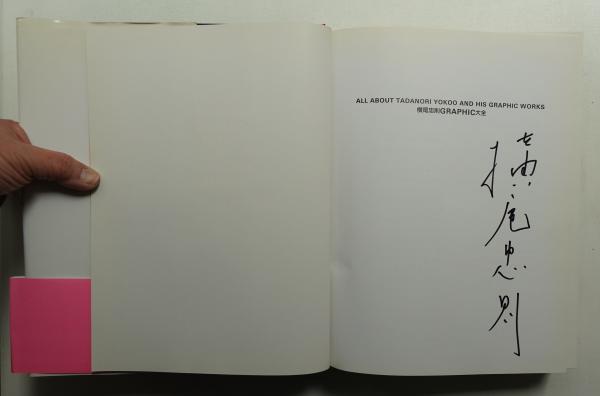 ALL ABOUT TADANORI YOKOO AND HIS GRAPHIC WORKS
横尾忠則GRAPHIC大全
横尾忠則